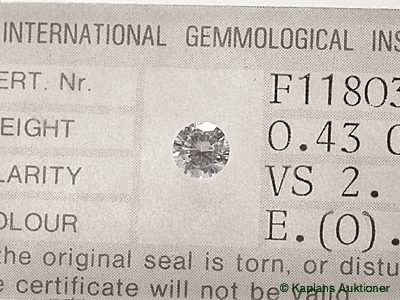 INTERNATIONAL GEMMOLOGICAL INS
ERT. Nr. F11803
EIGHT 0.43 C
LARITY VS 2.
OLOUR E.(O).
the original seal is torn, or distu
e certificate will not be valid
© Kaplans Auktioner